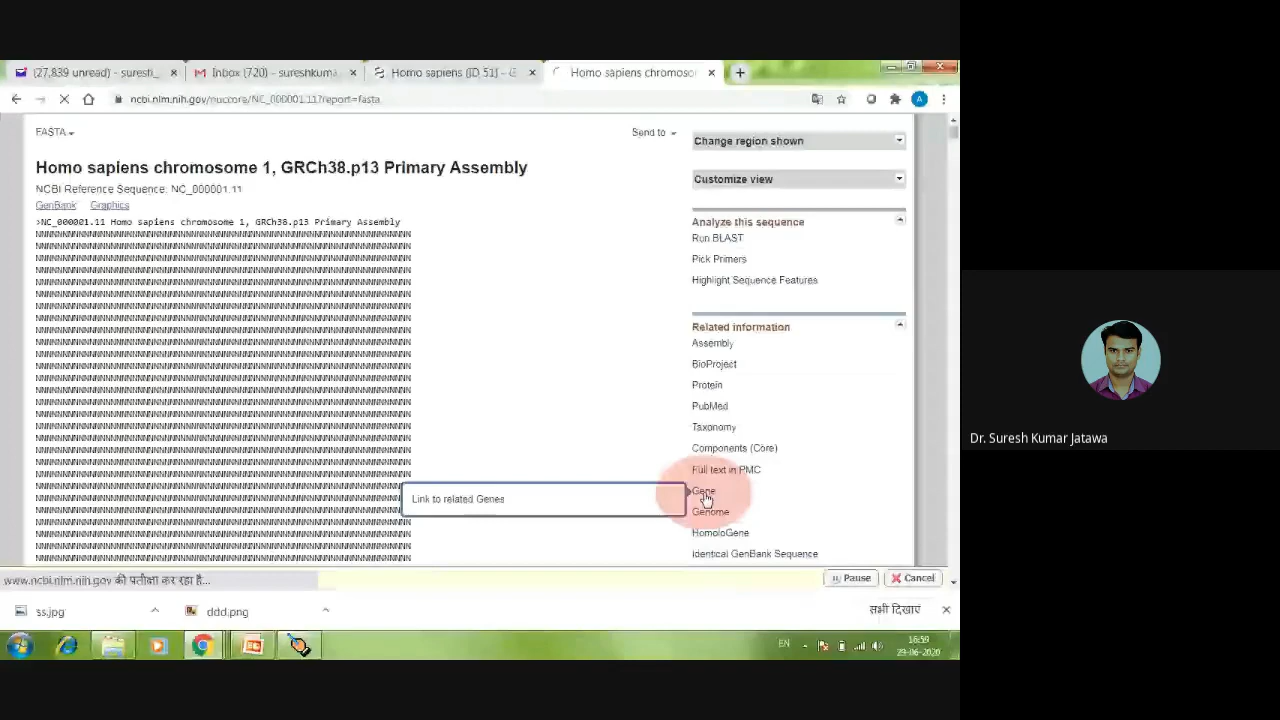 (27,839 unread) - suresh_
Inbox (720) - sureshkuma
Homo sapiens (ID 51) - G
Homo sapiens chromoso
ncbi.nlm.nih.gov/nuccore/NC_000001.11?report=fasta
FASTA
Send to
Change region shown
Homo sapiens chromosome 1, GRCh38.p13 Primary Assembly
Customize view
NCBI Reference Sequence: NC_000001.11
GenBank Graphics
>NC_000001.11 Homo sapiens chromosome 1, GRCh38.p13 Primary Assembly
Analyze this sequence
Run BLAST
Pick Primers
Highlight Sequence Features
Related information
Assembly
BioProject
Protein
PubMed
Taxonomy
Components (Core)
Full text in PMC
Gene
Link to related Genes
Genome
HomoloGene
Identical GenBank Sequence
www.ncbi.nlm.nih.gov की प्रतीक्षा कर रहा है...
Pause
Cancel
ss.jpg
ddd.png
सभी दिखाएं
EN
16:59
29-06-2020
Dr. Suresh Kumar Jatawa